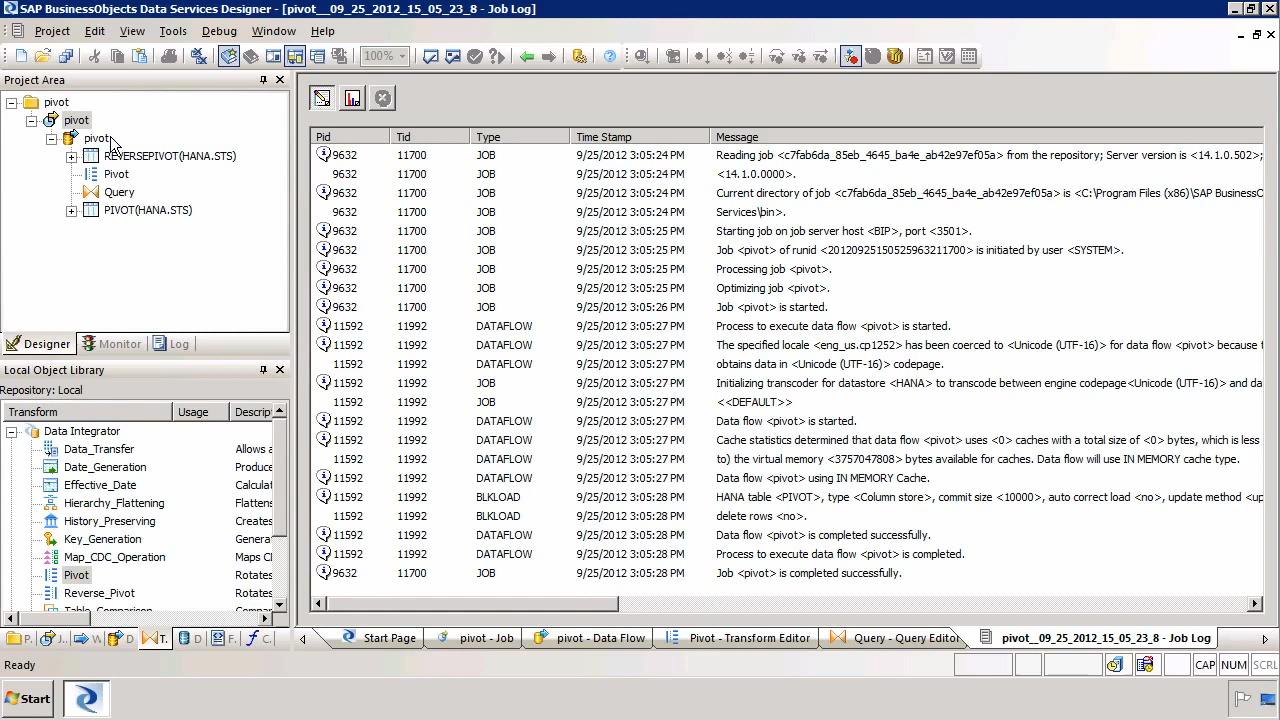 SAP BusinessObjects Data Services Designer - [pivot__09_25_2012_15_05_23_8 - Job Log]
Project Edit View Tools Debug Window Help
100%
Project Area
pivot
pivot
pivot
REVERSEPIVOT(HANA.STS)
Pivot
Query
PIVOT(HANA.STS)
Designer Monitor Log
Local Object Library
Repository: Local
Transform Usage Descrip
Data Integrator
Data_Transfer Allows a
Date_Generation Produce
Effective_Date Calculat
Hierarchy_Flattening Flattens
History_Preserving Creates
Key_Generation Genera
Map_CDC_Operation Maps C
Pivot Rotates
Reverse_Pivot Rotates
Table_Comparison Compar
P. J.. W D T. D F. C.
Pid Tid Type Time Stamp Message
9632 11700 JOB 9/25/2012 3:05:24 PM Reading job <c7fab6da_85eb_4645_ba4e_ab42e97ef05a> from the repository; Server version is <14.1.0.502>;
9632 11700 JOB 9/25/2012 3:05:24 PM <14.1.0.0000>.
9632 11700 JOB 9/25/2012 3:05:24 PM Current directory of job <c7fab6da_85eb_4645_ba4e_ab42e97ef05a> is <C:\Program Files (x86)\SAP BusinessO
9632 11700 JOB 9/25/2012 3:05:24 PM Services\bin>.
9632 11700 JOB 9/25/2012 3:05:25 PM Starting job on job server host <BIP>, port <3501>.
9632 11700 JOB 9/25/2012 3:05:25 PM Job <pivot> of runid <2012092515052596321​1700> is initiated by user <SYSTEM>.
9632 11700 JOB 9/25/2012 3:05:25 PM Processing job <pivot>.
9632 11700 JOB 9/25/2012 3:05:25 PM Optimizing job <pivot>.
9632 11700 JOB 9/25/2012 3:05:26 PM Job <pivot> is started.
11592 11992 DATAFLOW 9/25/2012 3:05:27 PM Process to execute data flow <pivot> is started.
11592 11992 DATAFLOW 9/25/2012 3:05:27 PM The specified locale <eng_us.cp1252> has been coerced to <Unicode (UTF-16)> for data flow <pivot> because t
11592 11992 DATAFLOW 9/25/2012 3:05:27 PM obtains data in <Unicode (UTF-16)> codepage.
11592 11992 JOB 9/25/2012 3:05:27 PM Initializing transcoder for datastore <HANA> to transcode between engine codepage<Unicode (UTF-16)> and da
11592 11992 JOB 9/25/2012 3:05:27 PM <<DEFAULT>>
11592 11992 DATAFLOW 9/25/2012 3:05:27 PM Data flow <pivot> is started.
11592 11992 DATAFLOW 9/25/2012 3:05:27 PM Cache statistics determined that data flow <pivot> uses <0> caches with a total size of <0> bytes, which is less
11592 11992 DATAFLOW 9/25/2012 3:05:27 PM to) the virtual memory <3757047808> bytes available for caches. Data flow will use IN MEMORY cache type.
11592 11992 DATAFLOW 9/25/2012 3:05:27 PM Data flow <pivot> using IN MEMORY Cache.
11592 11992 BLKLOAD 9/25/2012 3:05:28 PM HANA table <PIVOT>, type <Column store>, commit size <10000>, auto correct load <no>, update method <up
11592 11992 BLKLOAD 9/25/2012 3:05:28 PM delete rows <no>.
11592 11992 DATAFLOW 9/25/2012 3:05:28 PM Data flow <pivot> is completed successfully.
11592 11992 DATAFLOW 9/25/2012 3:05:28 PM Process to execute data flow <pivot> is completed.
9632 11700 JOB 9/25/2012 3:05:28 PM Job <pivot> is completed successfully.
Start Page pivot - Job pivot - Data Flow Pivot - Transform Editor Query - Query Editor pivot__09_25_2012_15_05_23_8 - Job Log
Ready CAP NUM SCRL
Start